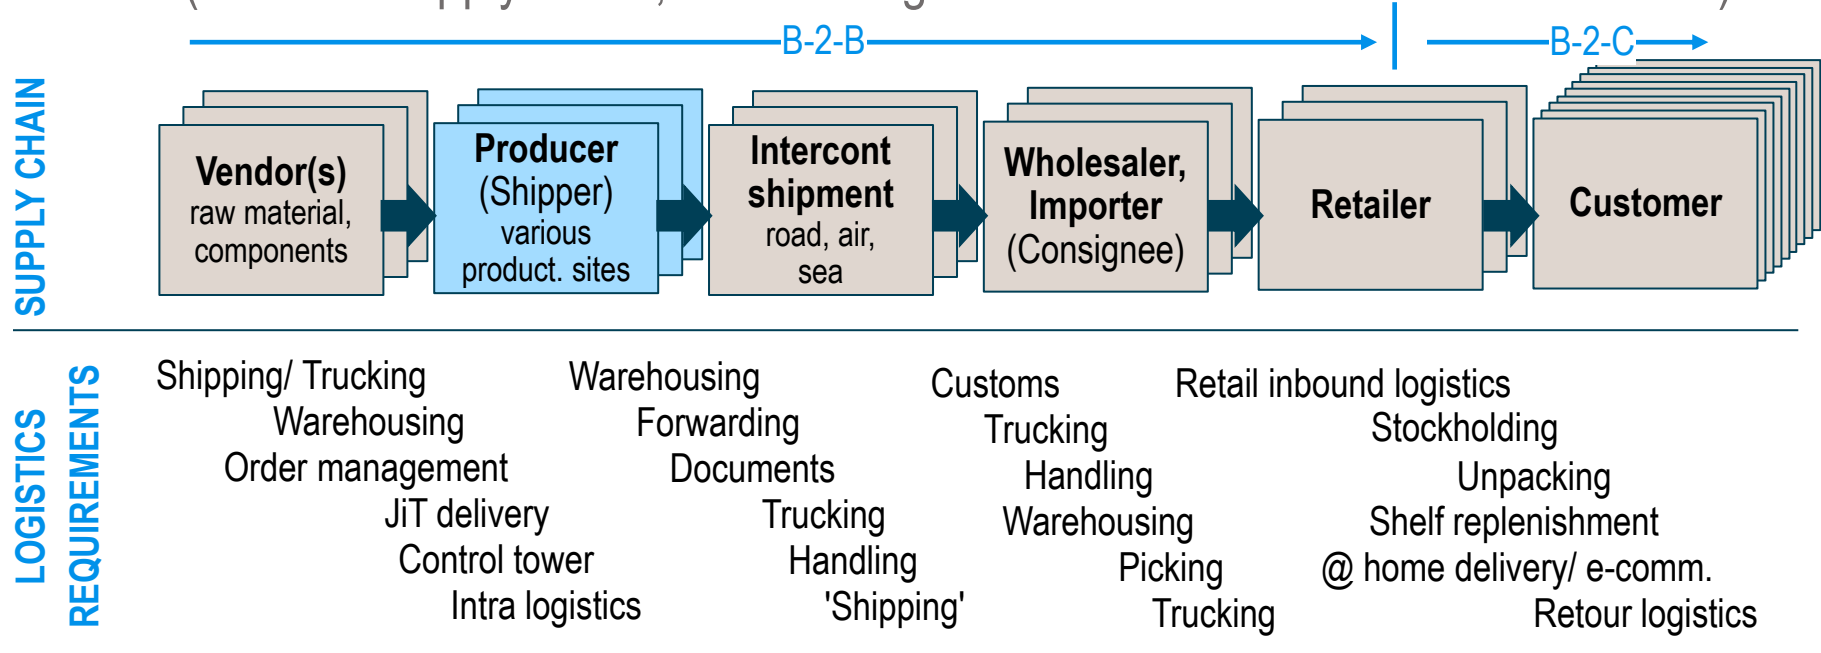 B-2-B
B-2-C
SUPPLY CHAIN
Vendor(s)
raw material,
components
Producer
(Shipper)
various
product. sites
Intercont
shipment
road, air,
sea
Wholesaler,
Importer
(Consignee)
Retailer
Customer
LOGISTICS
REQUIREMENTS
Shipping/ Trucking
Warehousing
Order management
JiT delivery
Control tower
Intra logistics
Warehousing
Forwarding
Documents
Trucking
Handling
'Shipping'
Customs
Trucking
Handling
Warehousing
Picking
Trucking
Retail inbound logistics
Stockholding
Unpacking
Shelf replenishment
@ home delivery/ e-comm.
Retour logistics